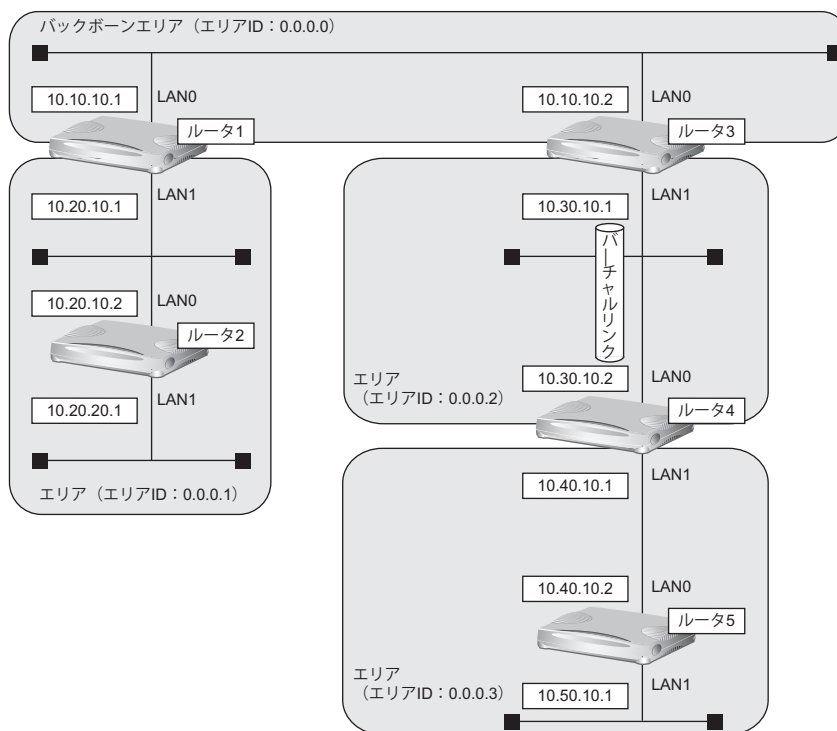 バックボーンエリア（エリアID：0.0.0.0）
10.10.10.1
LAN0
ルータ1
10.10.10.2
LAN0
ルータ3
10.20.10.1
LAN1
10.20.10.2
LAN0
ルータ2
10.20.20.1
LAN1
エリア（エリアID：0.0.0.1）
10.30.10.1
LAN1
バーチャルリンク
10.30.10.2
LAN0
ルータ4
エリア
（エリアID：0.0.0.2）
10.40.10.1
LAN1
10.40.10.2
LAN0
ルータ5
エリア
（エリアID：0.0.0.3）
10.50.10.1
LAN1